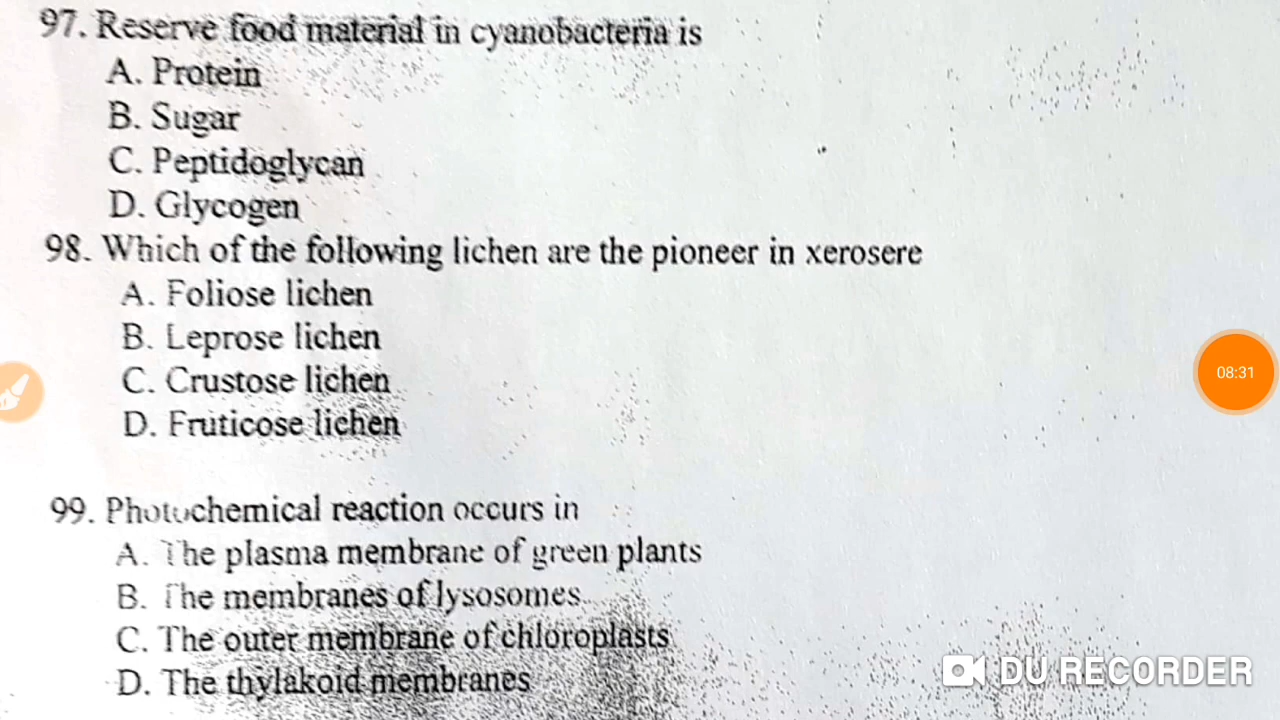 97. Reserve food material in cyanobacteria is
A. Protein
B. Sugar
C. Peptidoglycan
D. Glycogen
98. Which of the following lichen are the pioneer in xerosere
A. Foliose lichen
B. Leprose lichen
C. Crustose lichen
D. Fruticose lichen
99. Photochemical reaction occurs in
A. The plasma membrane of green plants
B. The membranes of lysosomes
C. The outer membrane of chloroplasts
D. The thylakoid membranes
08:31
DU RECORDER